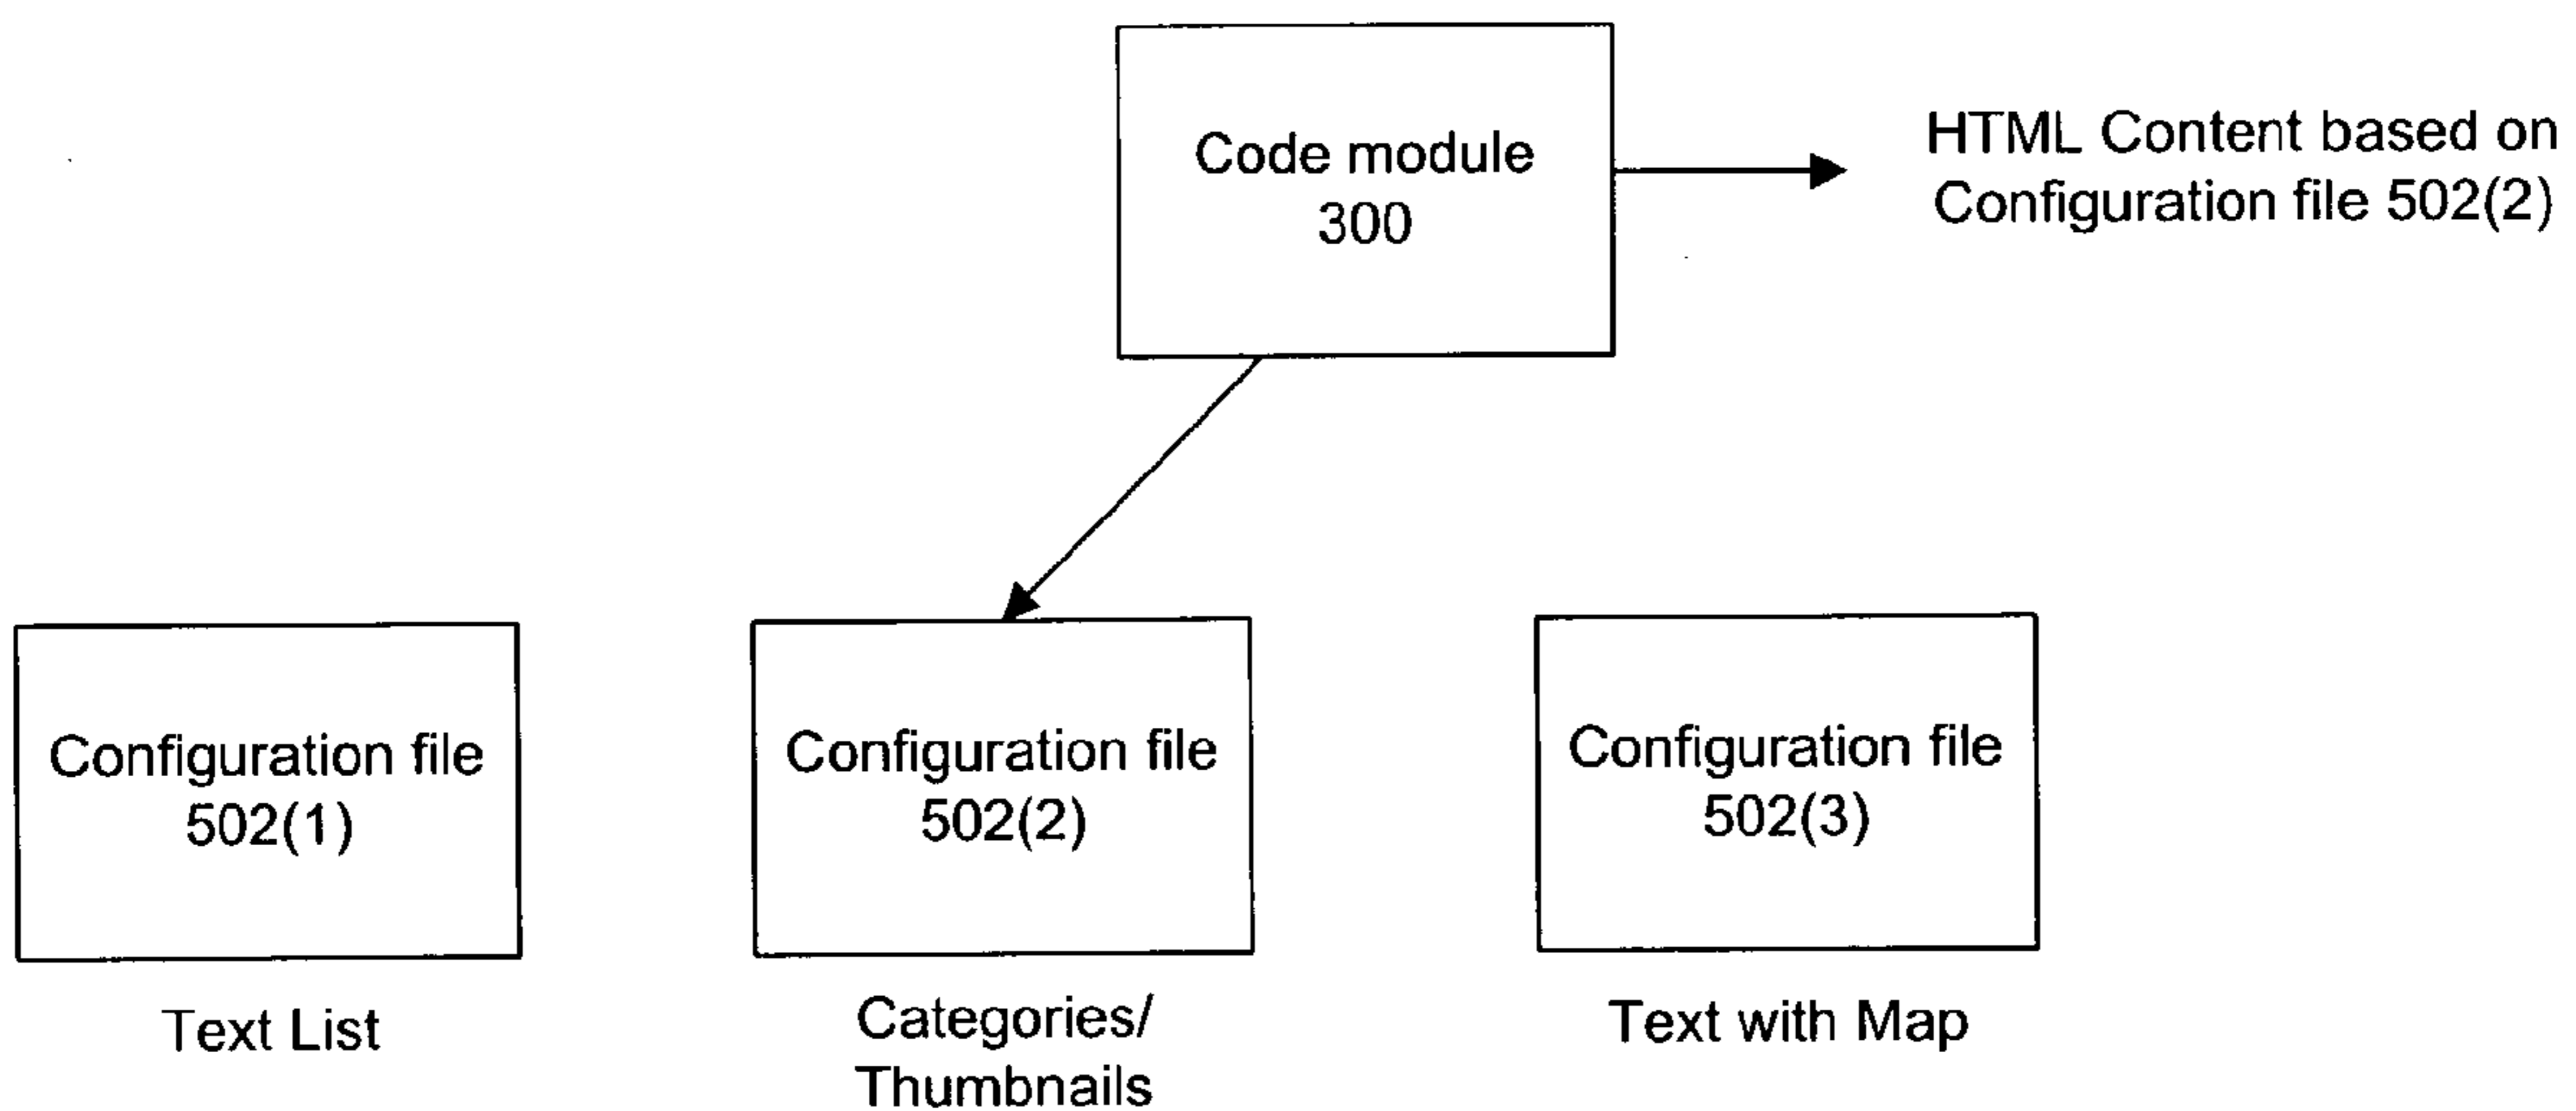 Code module
300
HTML Content based on
Configuration file 502(2)
Configuration file
502(1)
Configuration file
502(2)
Configuration file
502(3)
Text List
Categories/
Thumbnails
Text with Map